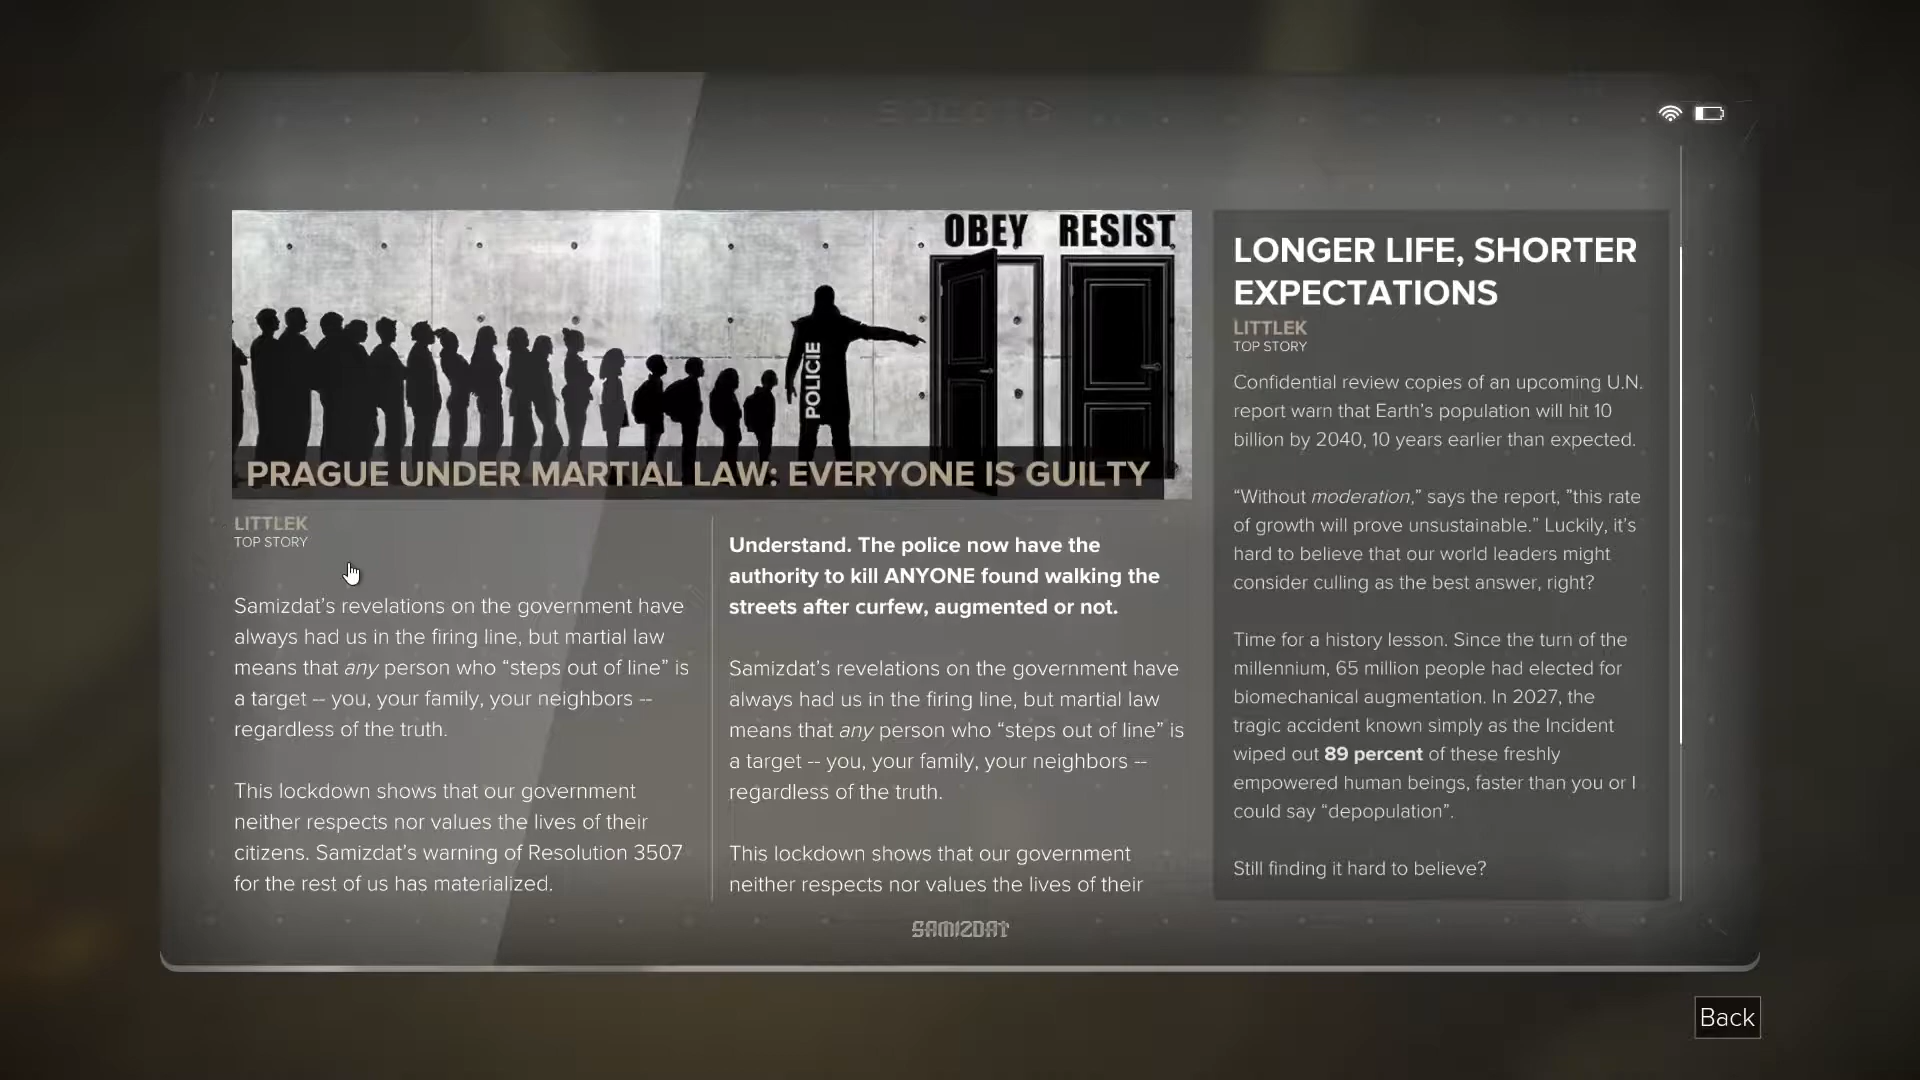 OBEY RESIST
POLICIE
PRAGUE UNDER MARTIAL LAW: EVERYONE IS GUILTY
LITTLEK
TOP STORY
Samizdat’s revelations on the government have
always had us in the firing line, but martial law
means that any person who “steps out of line” is
a target -- you, your family, your neighbors --
regardless of the truth.
This lockdown shows that our government
neither respects nor values the lives of their
citizens. Samizdat’s warning of Resolution 3507
for the rest of us has materialized.
Understand. The police now have the
authority to kill ANYONE found walking the
streets after curfew, augmented or not.
Samizdat’s revelations on the government have
always had us in the firing line, but martial law
means that any person who “steps out of line” is
a target -- you, your family, your neighbors --
regardless of the truth.
This lockdown shows that our government
neither respects nor values the lives of their
LONGER LIFE, SHORTER
EXPECTATIONS
LITTLEK
TOP STORY
Confidential review copies of an upcoming U.N.
report warn that Earth’s population will hit 10
billion by 2040, 10 years earlier than expected.
“Without moderation,” says the report, ”this rate
of growth will prove unsustainable.” Luckily, it’s
hard to believe that our world leaders might
consider culling as the best answer, right?
Time for a history lesson. Since the turn of the
millennium, 65 million people had elected for
biomechanical augmentation. In 2027, the
tragic accident known simply as the Incident
wiped out 89 percent of these freshly
empowered human beings, faster than you or I
could say “depopulation”.
Still finding it hard to believe?
SAMIZDAT
Back